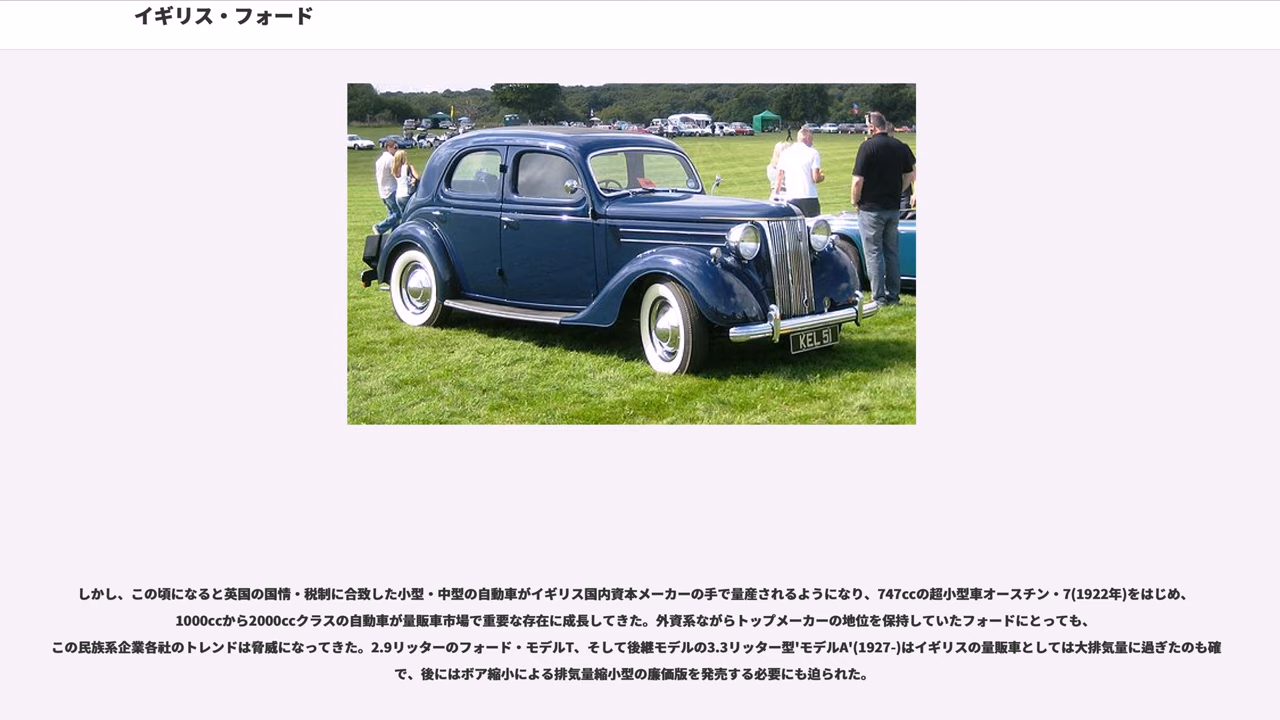 イギリス・フォード
KEL 51
しかし、この頃になると英国の国情・税制に合致した小型・中型の自動車がイギリス国内資本メーカーの手で量産されるようになり、747ccの超小型車オースチン・7(1922年)をはじめ、
1000ccから2000ccクラスの自動車が量販車市場で重要な存在に成長してきた。外資系ながらトップメーカーの地位を保持していたフォードにとっても、
この民族系企業各社のトレンドは脅威になってきた。2.9リッターのフォード・モデルT、そして後継モデルの3.3リッター型'モデルA'(1927-)はイギリスの量販車としては大排気量に過ぎたのも確
で、後にはボア縮小による排気量縮小型の廉価版を発売する必要にも迫られた。